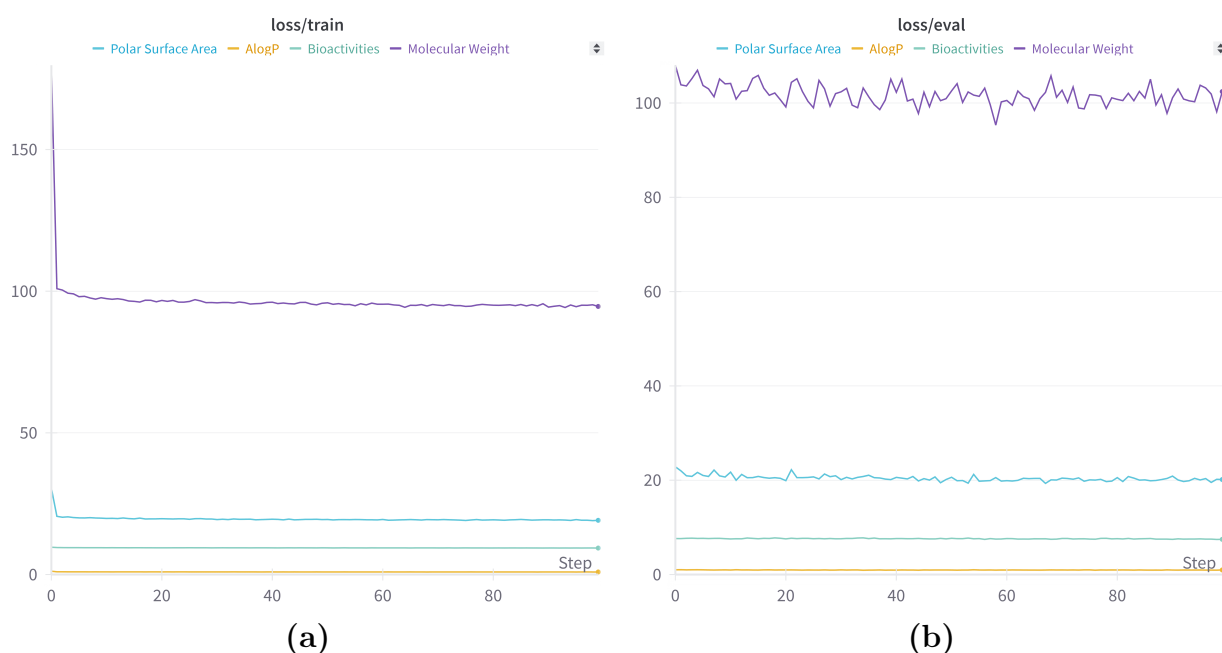 loss/train
Polar Surface Area AlogP Bioactivities Molecular Weight
150
100
50
0
Step
0 20 40 60 80
(a)
loss/eval
Polar Surface Area AlogP Bioactivities Molecular Weight
100
80
60
40
20
0
Step
0 20 40 60 80
(b)